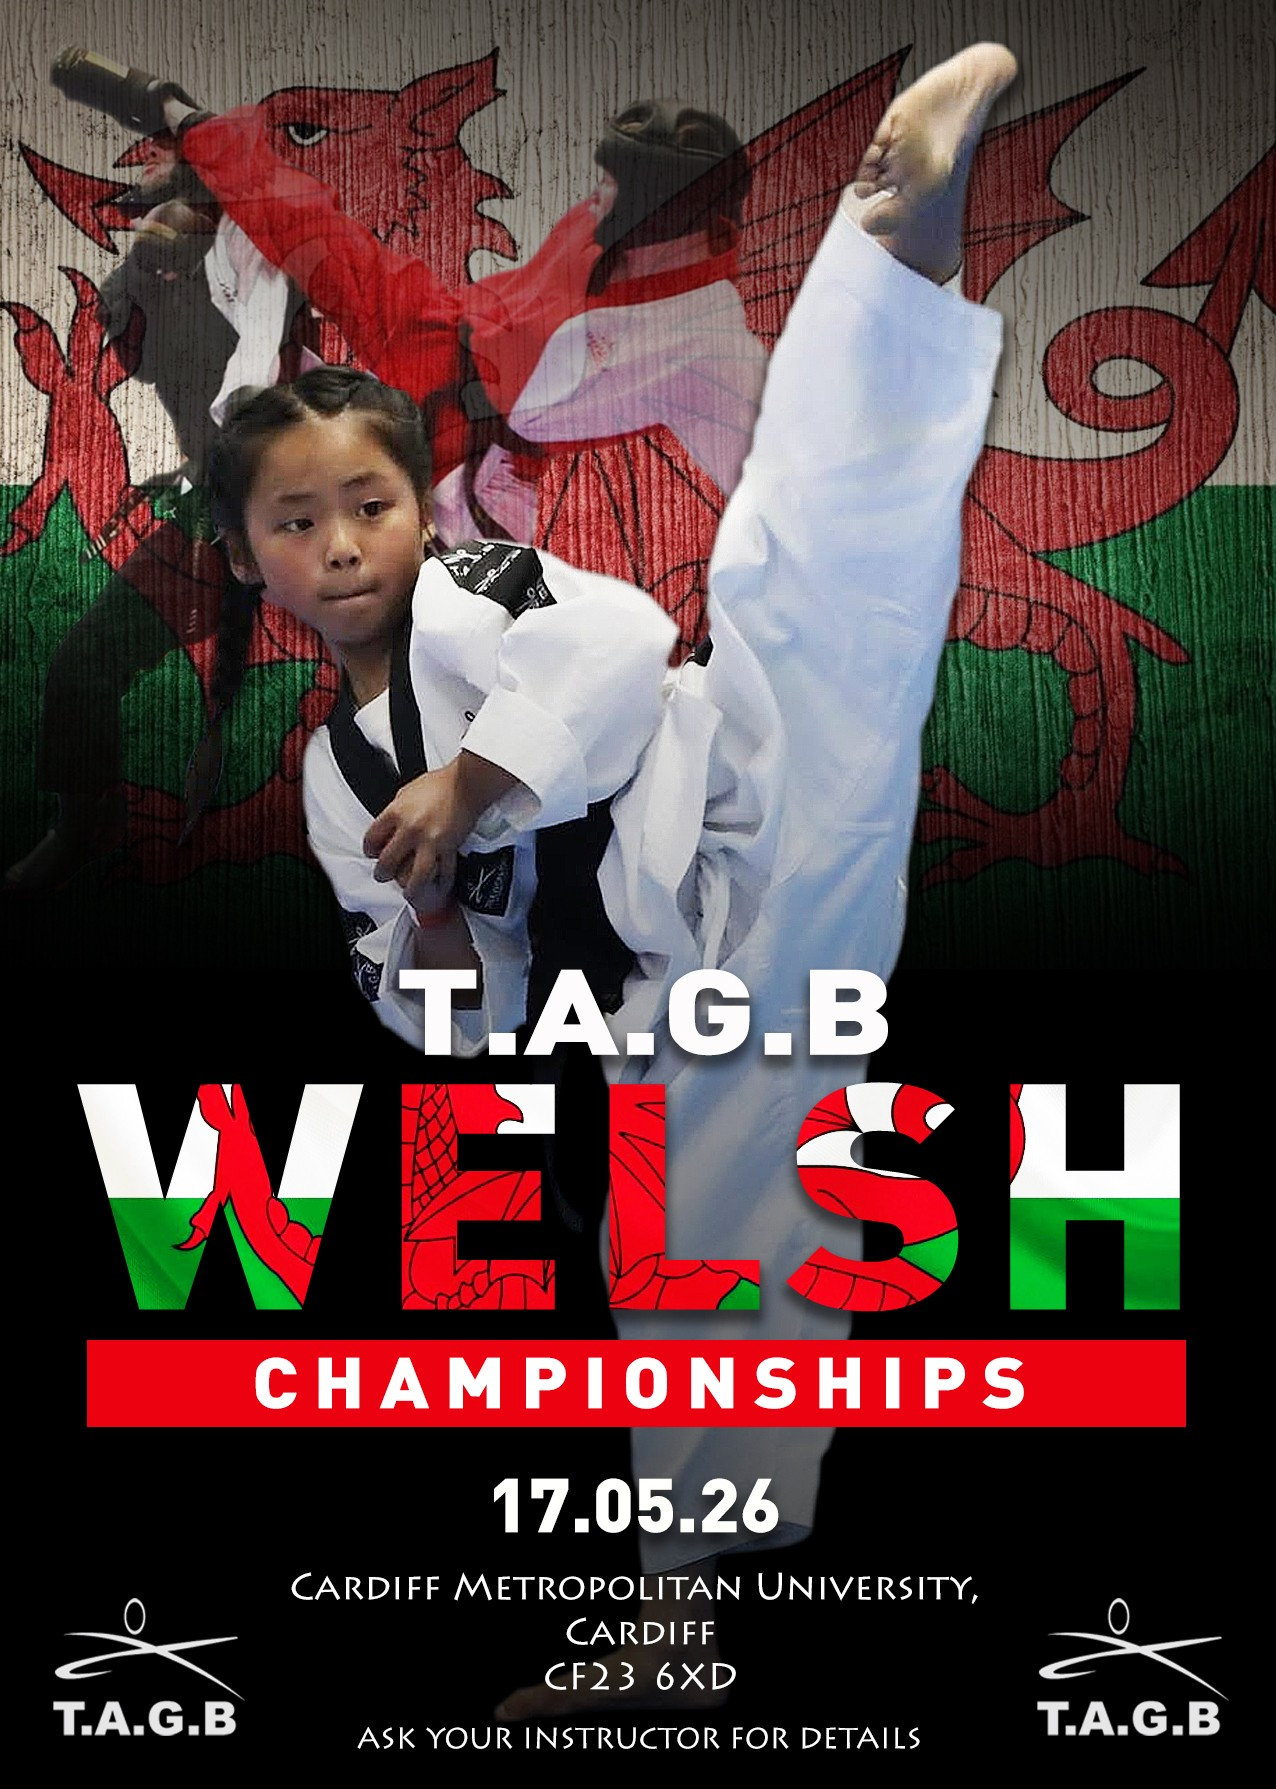 T.A.G.B
WELSH
CHAMPIONSHIPS
17.05.26
Cardiff Metropolitan University,
Cardiff
CF23 6XD
T.A.G.B
T.A.G.B
ASK YOUR INSTRUCTOR FOR DETAILS